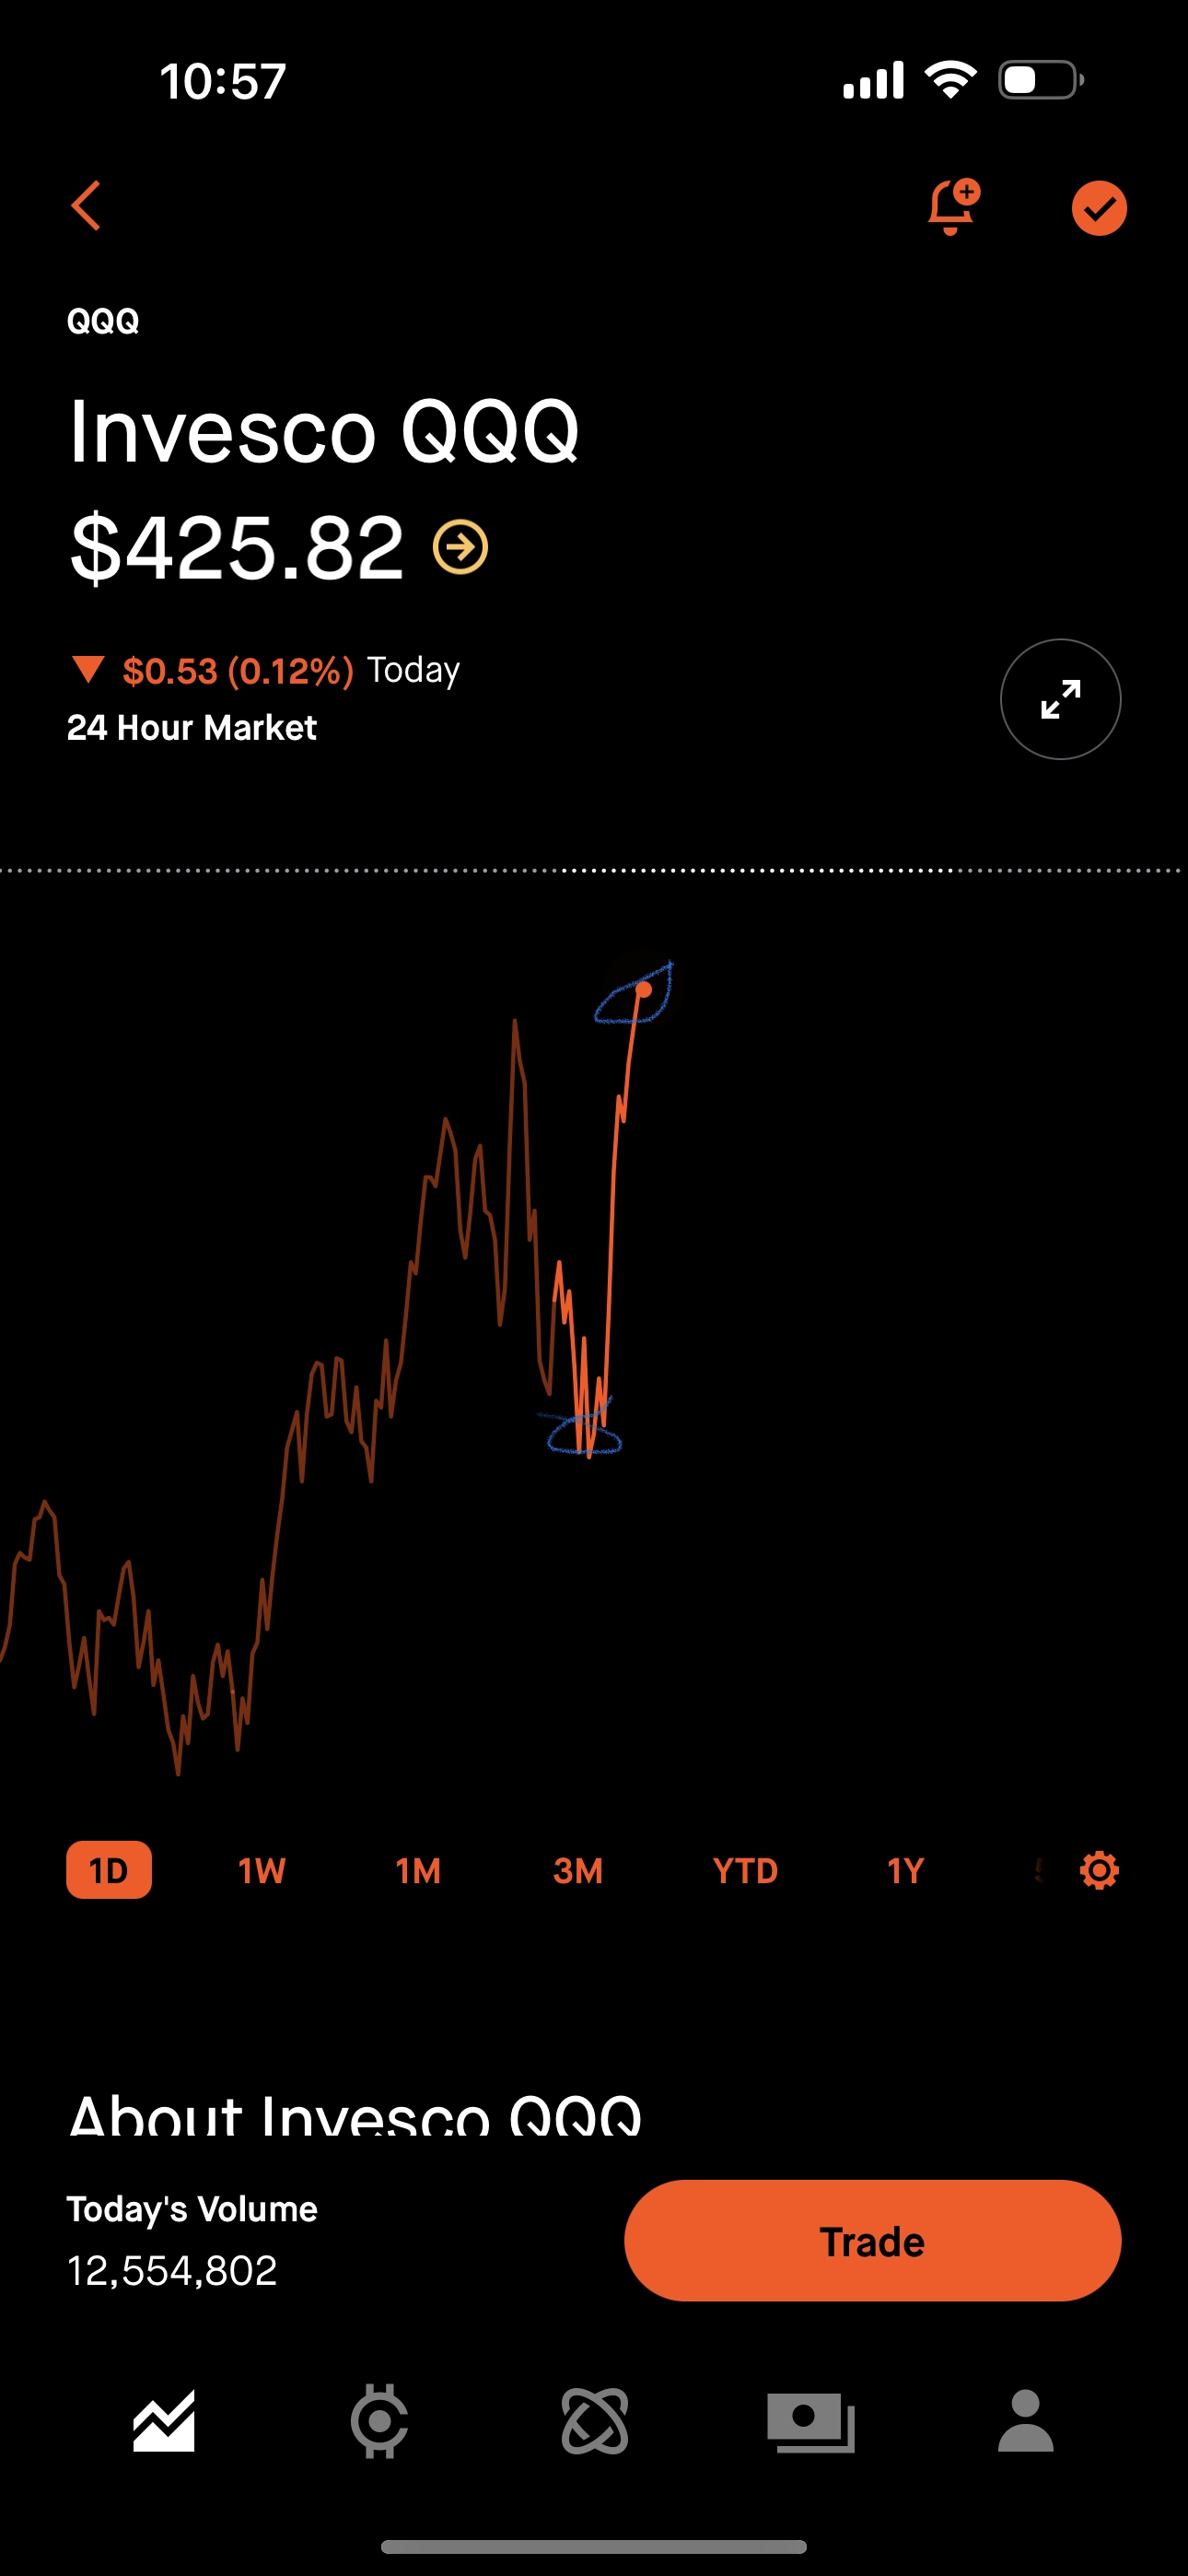 10:57
QQQ
Invesco QQQ
$425.82
$0.53 (0.12%) Today
24 Hour Market
1D 1W 1M 3M YTD 1Y
About Invesco QQQ
Today's Volume
12,554,802
Trade